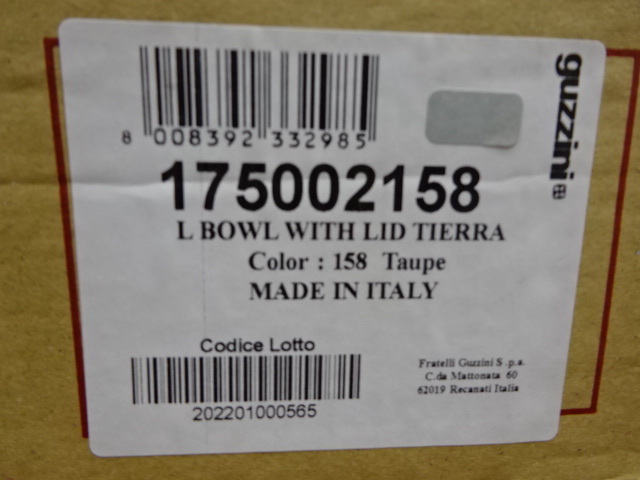 guzzini
8 008392 332985
175002158
L BOWL WITH LID TIERRA
Color : 158 Taupe
MADE IN ITALY
Codice Lotto
202201000565
Fratelli Guzzini S .p.a.
C.da Mattonata 60
62019 Recanati Italia